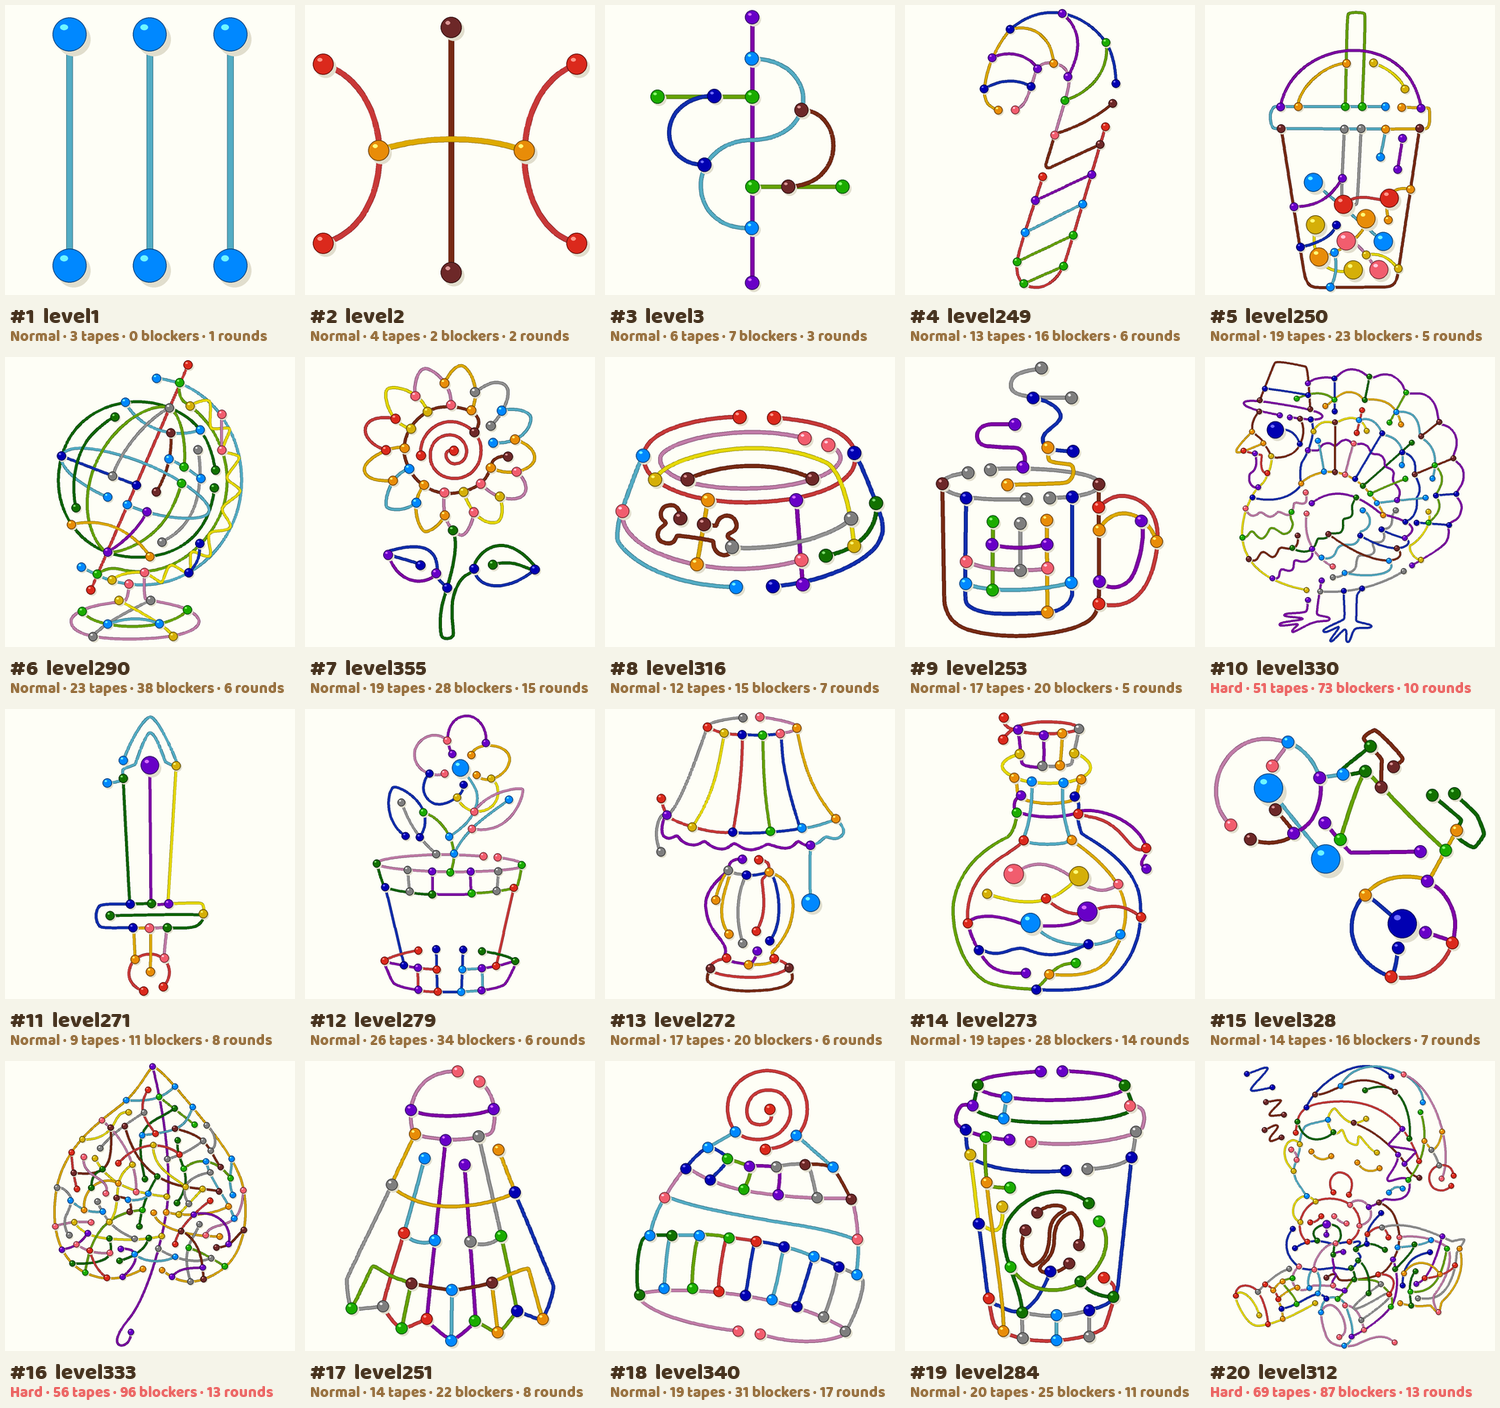 #1 level1
Normal · 3 tapes · 0 blockers · 1 rounds
#2 level2
Normal · 4 tapes · 2 blockers · 2 rounds
#3 level3
Normal · 6 tapes · 7 blockers · 3 rounds
#4 level249
Normal · 13 tapes · 16 blockers · 6 rounds
#5 level250
Normal · 19 tapes · 23 blockers · 5 rounds
#6 level290
Normal · 23 tapes · 38 blockers · 6 rounds
#7 level355
Normal · 19 tapes · 28 blockers · 15 rounds
#8 level316
Normal · 12 tapes · 15 blockers · 7 rounds
#9 level253
Normal · 17 tapes · 20 blockers · 5 rounds
#10 level330
Hard · 51 tapes · 73 blockers · 10 rounds
#11 level271
Normal · 9 tapes · 11 blockers · 8 rounds
#12 level279
Normal · 26 tapes · 34 blockers · 6 rounds
#13 level272
Normal · 17 tapes · 20 blockers · 6 rounds
#14 level273
Normal · 19 tapes · 28 blockers · 14 rounds
#15 level328
Normal · 14 tapes · 16 blockers · 7 rounds
#16 level333
Hard · 56 tapes · 96 blockers · 13 rounds
#17 level251
Normal · 14 tapes · 22 blockers · 8 rounds
#18 level340
Normal · 19 tapes · 31 blockers · 17 rounds
#19 level284
Normal · 20 tapes · 25 blockers · 11 rounds
#20 level312
Hard · 69 tapes · 87 blockers · 13 rounds